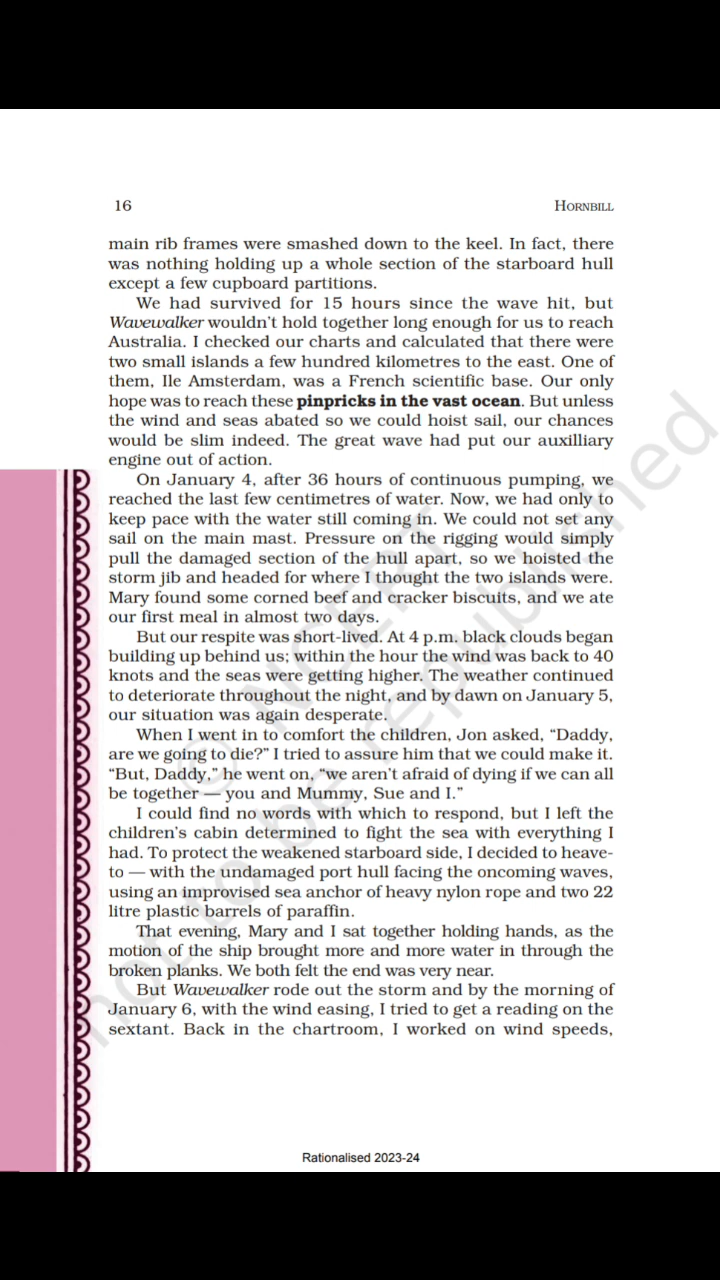 16
HORNBILL
main rib frames were smashed down to the keel. In fact, there
was nothing holding up a whole section of the starboard hull
except a few cupboard partitions.
We had survived for 15 hours since the wave hit, but
Wavewalker wouldn't hold together long enough for us to reach
Australia. I checked our charts and calculated that there were
two small islands a few hundred kilometres to the east. One of
them, Ile Amsterdam, was a French scientific base. Our only
hope was to reach these pinpricks in the vast ocean. But unless
the wind and seas abated so we could hoist sail, our chances
would be slim indeed. The great wave had put our auxilliary
engine out of action.
On January 4, after 36 hours of continuous pumping, we
reached the last few centimetres of water. Now, we had only to
keep pace with the water still coming in. We could not set any
sail on the main mast. Pressure on the rigging would simply
pull the damaged section of the hull apart, so we hoisted the
storm jib and headed for where I thought the two islands were.
Mary found some corned beef and cracker biscuits, and we ate
our first meal in almost two days.
But our respite was short-lived. At 4 p.m. black clouds began
building up behind us; within the hour the wind was back to 40
knots and the seas were getting higher. The weather continued
to deteriorate throughout the night, and by dawn on January 5,
our situation was again desperate.
When I went in to comfort the children, Jon asked, “Daddy,
are we going to die?” I tried to assure him that we could make it.
“But, Daddy,” he went on, “we aren't afraid of dying if we can all
be together — you and Mummy, Sue and I.”
I could find no words with which to respond, but I left the
children's cabin determined to fight the sea with everything I
had. To protect the weakened starboard side, I decided to heave-
to — with the undamaged port hull facing the oncoming waves,
using an improvised sea anchor of heavy nylon rope and two 22
litre plastic barrels of paraffin.
That evening, Mary and I sat together holding hands, as the
motion of the ship brought more and more water in through the
broken planks. We both felt the end was very near.
But Wavewalker rode out the storm and by the morning of
January 6, with the wind easing, I tried to get a reading on the
sextant. Back in the chartroom, I worked on wind speeds,
© NCERT
not to be republished
Rationalised 2023-24